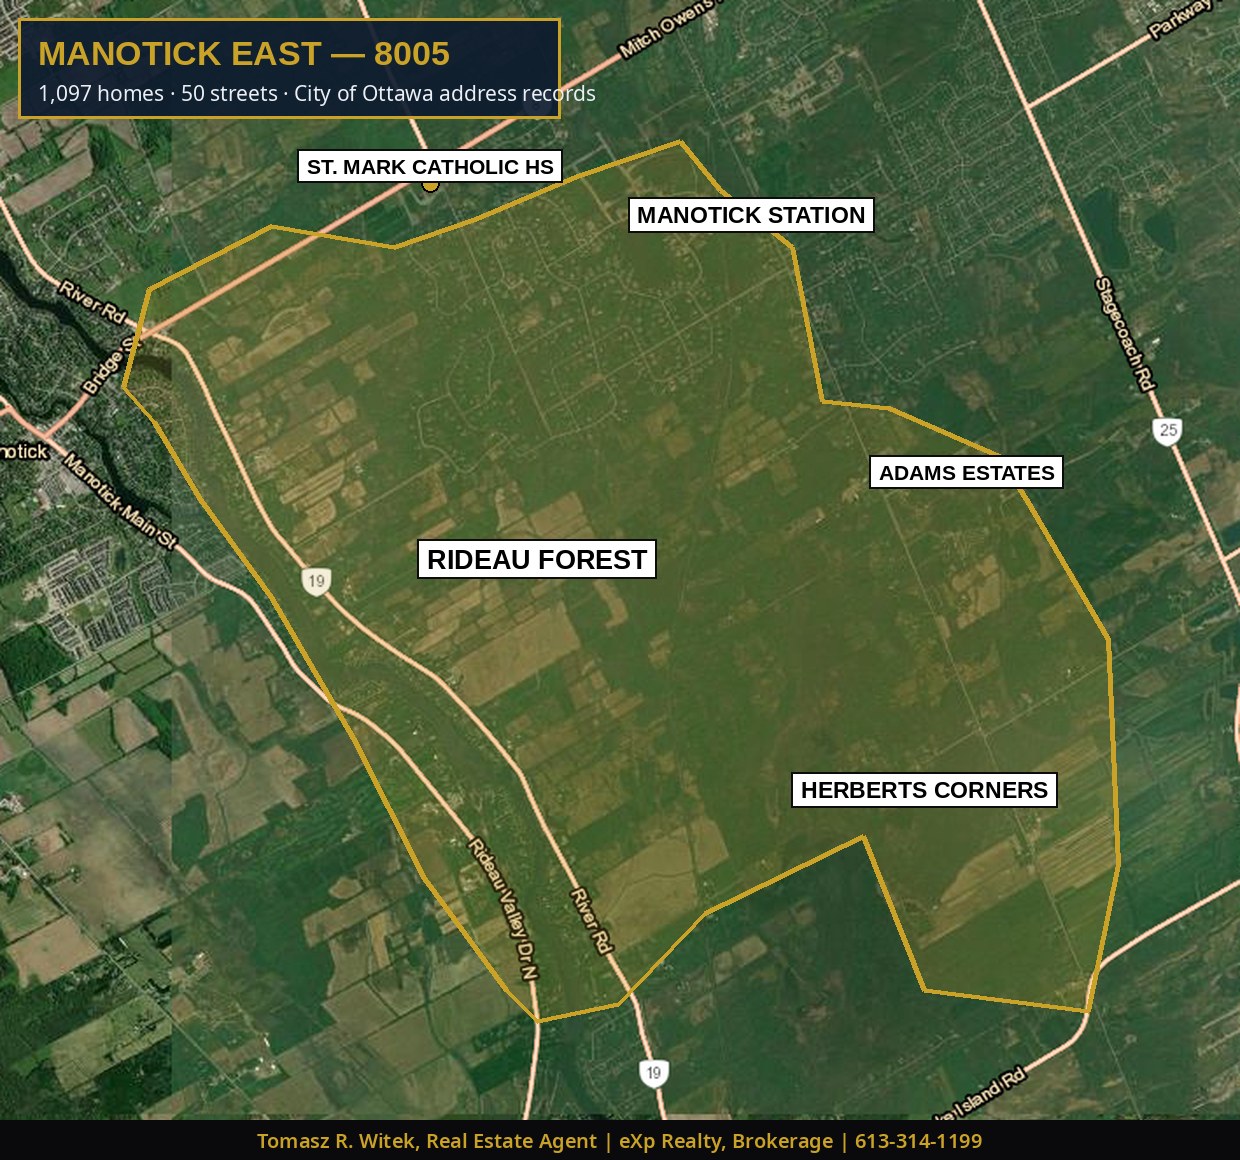 MANOTICK EAST — 8005
1,097 homes · 50 streets · City of Ottawa address records
Mitch Owens
Parkway
ST. MARK CATHOLIC HS
MANOTICK STATION
River Rd
Bridge St
Stagecoach Rd
25
notick
Manotick Main St
ADAMS ESTATES
RIDEAU FOREST
19
HERBERTS CORNERS
Rideau Valley Dr N
River Rd
19
Island Rd
Tomasz R. Witek, Real Estate Agent | eXp Realty, Brokerage | 613-314-1199